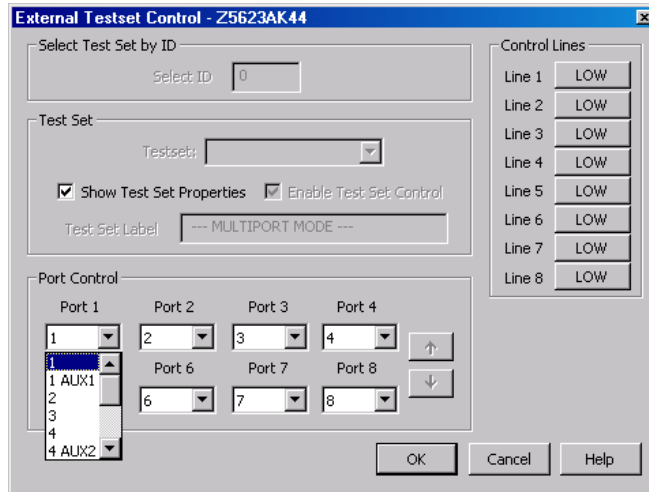 External Testset Control - Z5623AK44
Select Test Set by ID
Select ID 0
Test Set
Testset:
Show Test Set Properties Enable Test Set Control
Test Set Label --- MULTIPORT MODE ---
Port Control
Port 1 Port 2 Port 3 Port 4
1 2 3 4
1
1 AUX1
2
3
4
4 AUX2
Port 6 Port 7 Port 8
6 7 8
Control Lines
Line 1 LOW
Line 2 LOW
Line 3 LOW
Line 4 LOW
Line 5 LOW
Line 6 LOW
Line 7 LOW
Line 8 LOW
OK Cancel Help